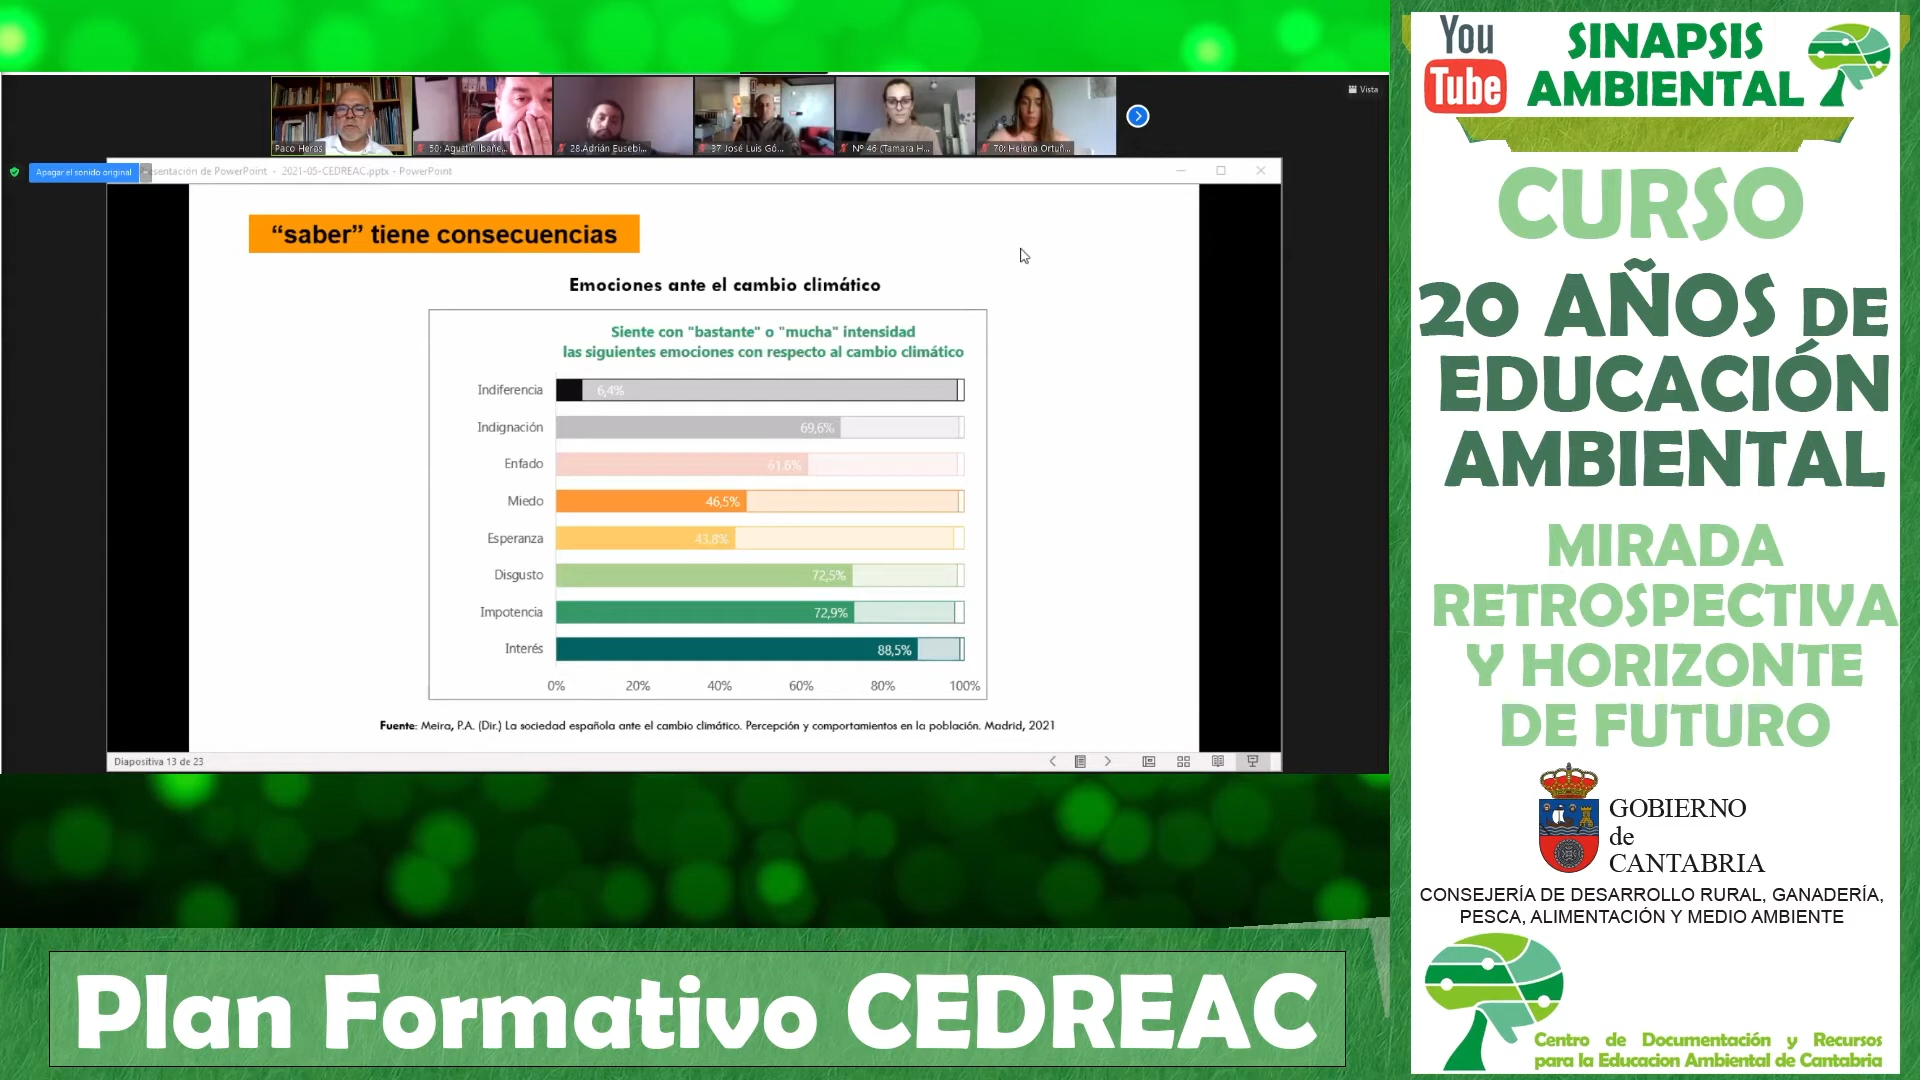 Vista
Paco Heras
50: Agustín Ibáñe...
28.Adrián Eusebi...
37 José Luis Gó...
Nº 46 (Tamara H...
70: Helena Ortuñ...
Apagar el sonido original
esentación de PowerPoint - 2021-05-CEDREAC.pptx - PowerPoint
“saber” tiene consecuencias
Emociones ante el cambio climático
Siente con "bastante" o "mucha" intensidad
las siguientes emociones con respecto al cambio climático
Indiferencia 6,4%
Indignación 69,6%
Enfado 61,6%
Miedo 46,5%
Esperanza 43,8%
Disgusto 72,5%
Impotencia 72,9%
Interés 88,5%
0% 20% 40% 60% 80% 100%
Fuente: Meira, P.A. (Dir.) La sociedad española ante el cambio climático. Percepción y comportamientos en la población. Madrid, 2021
Diapositiva 13 de 23
Plan Formativo CEDREAC
You
Tube
SINAPSIS
AMBIENTAL
CURSO
20 AÑOS DE
EDUCACIÓN
AMBIENTAL
MIRADA
RETROSPECTIVA
Y HORIZONTE
DE FUTURO
GOBIERNO
de
CANTABRIA
CONSEJERÍA DE DESARROLLO RURAL, GANADERÍA,
PESCA, ALIMENTACIÓN Y MEDIO AMBIENTE
Centro de Documentación y Recursos
para la Educacion Ambiental de Cantabria